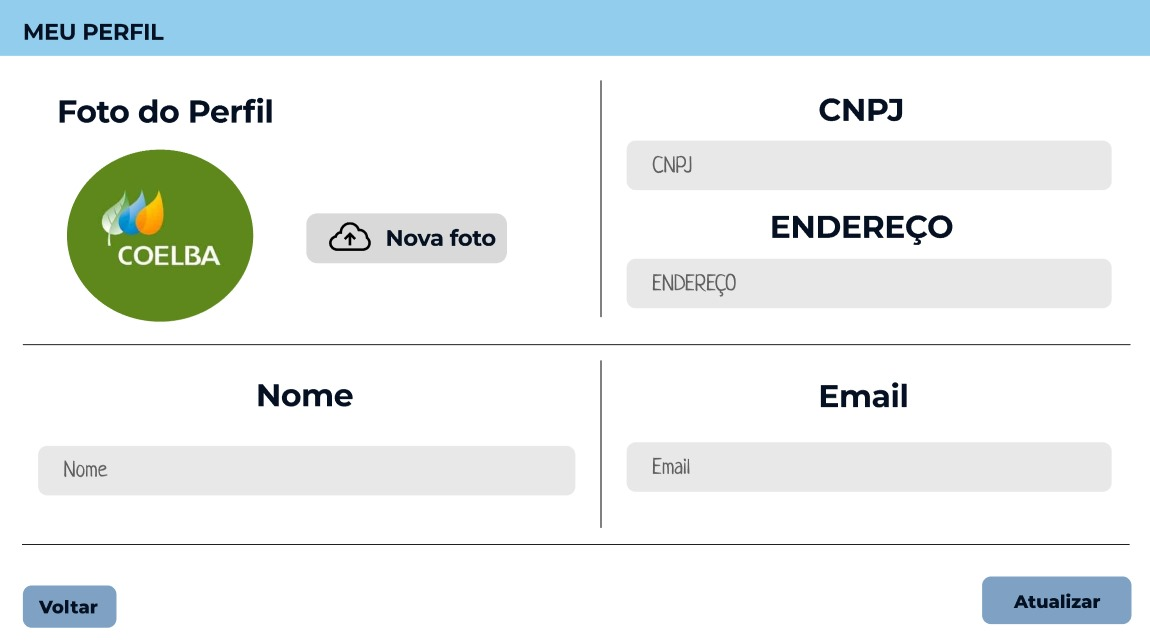 MEU PERFIL
Foto do Perfil
COELBA
Nova foto
CNPJ
CNPJ
ENDEREÇO
ENDEREÇO
Nome
Nome
Email
Email
Voltar
Atualizar